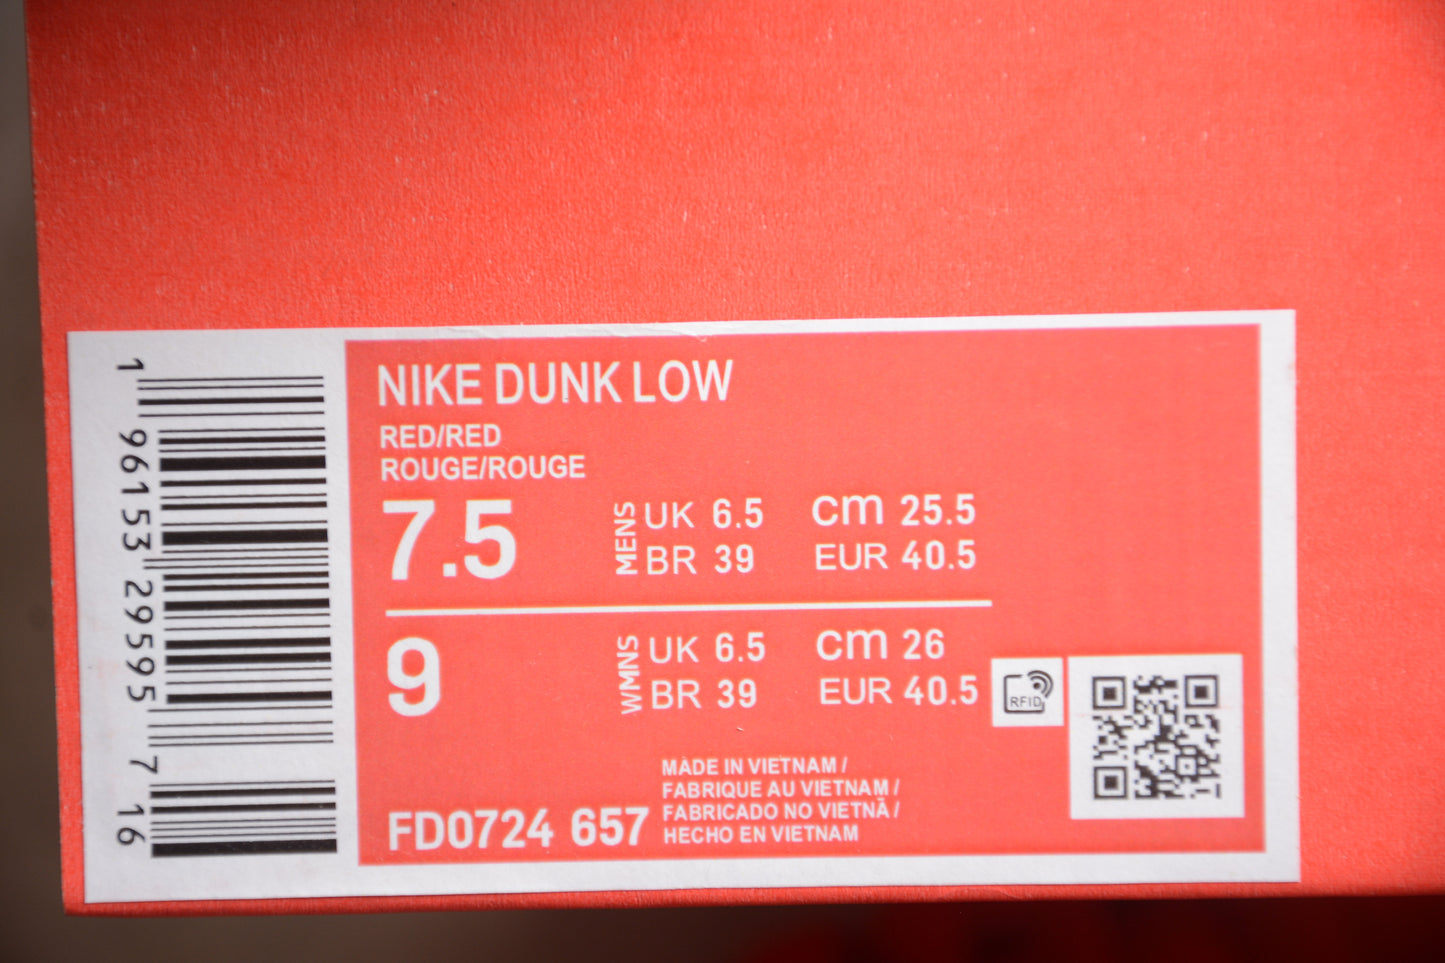 1 96153 29595 7 16
NIKE DUNK LOW
RED/RED
ROUGE/ROUGE
7.5 MENS UK 6.5 cm 25.5
BR 39 EUR 40.5
9 WMNS UK 6.5 cm 26
BR 39 EUR 40.5
RFID
MADE IN VIETNAM /
FABRIQUE AU VIETNAM /
FABRICADO NO VIETNÃ /
HECHO EN VIETNAM
FD0724 657